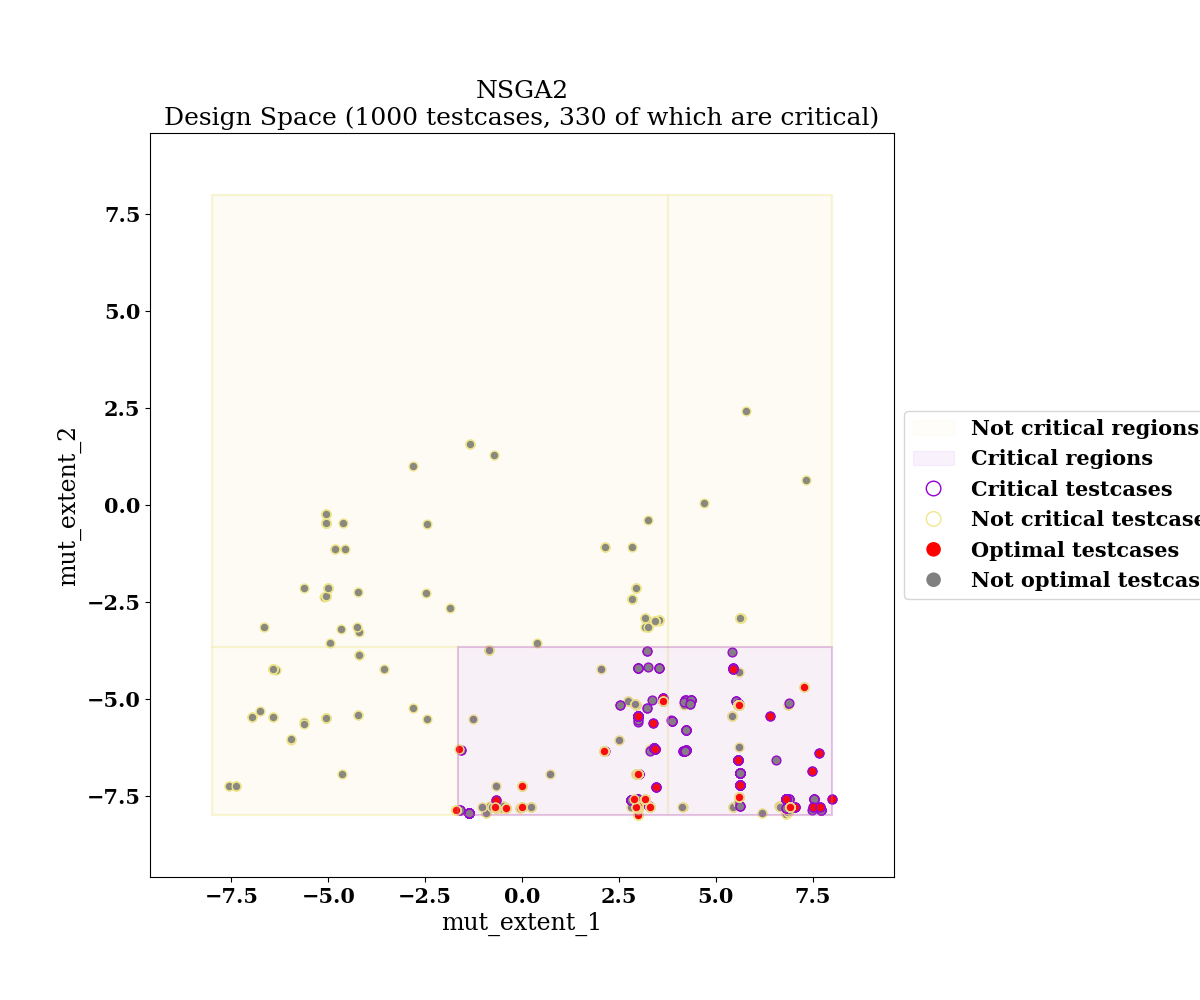 NSGA2
Design Space (1000 testcases, 330 of which are critical)
7.5
5.0
2.5
0.0
−2.5
−5.0
−7.5
mut_extent_2
−7.5 −5.0 −2.5 0.0 2.5 5.0 7.5
mut_extent_1
Not critical regions
Critical regions
Critical testcases
Not critical testcase
Optimal testcases
Not optimal testcas